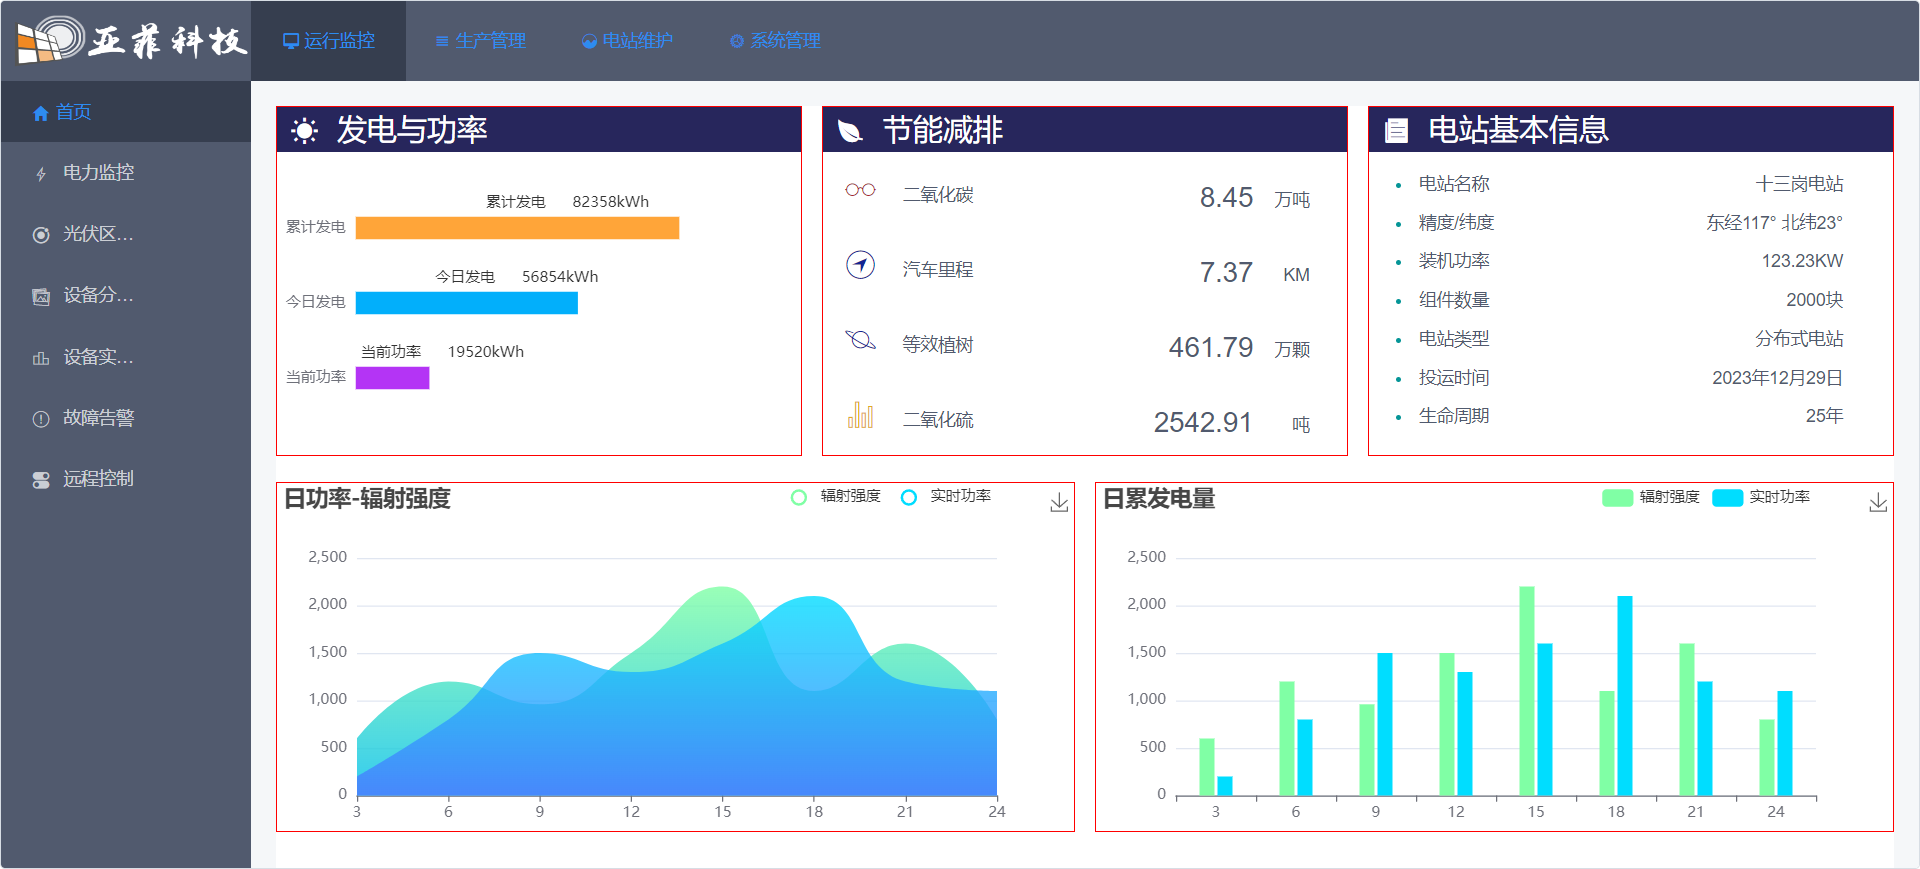 亚菲科技
运行监控
生产管理
电站维护
系统管理
首页
电力监控
光伏区...
设备分...
设备实...
故障告警
远程控制
发电与功率
累计发电 82358kWh
累计发电
今日发电 56854kWh
今日发电
当前功率 19520kWh
当前功率
节能减排
二氧化碳 8.45 万吨
汽车里程 7.37 KM
等效植树 461.79 万颗
二氧化硫 2542.91 吨
电站基本信息
电站名称 十三岗电站
精度/纬度 东经117° 北纬23°
装机功率 123.23KW
组件数量 2000块
电站类型 分布式电站
投运时间 2023年12月29日
生命周期 25年
日功率-辐射强度
辐射强度 实时功率
2,500
2,000
1,500
1,000
500
0
3 6 9 12 15 18 21 24
日累发电量
辐射强度 实时功率
2,500
2,000
1,500
1,000
500
0
3 6 9 12 15 18 21 24